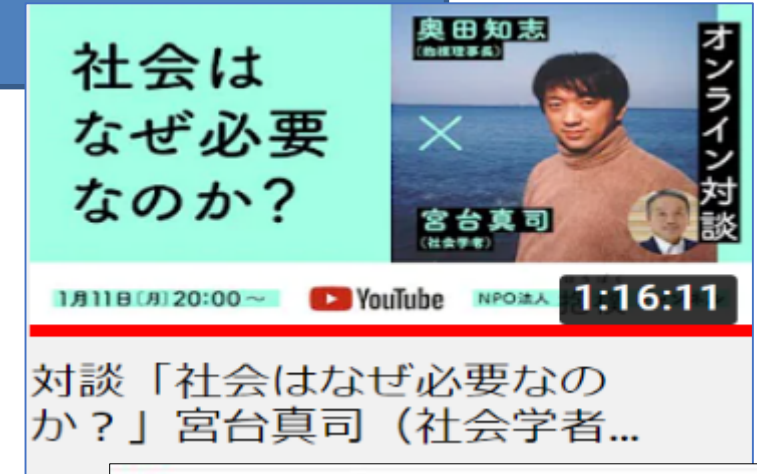 社会は
なぜ必要
なのか？
奥田知志
(抱樸理事長)
×
宮台真司
(社会学者)
オンライン対談
1月11日(月)20:00～
YouTube
NPO法人
1:16:11
対談「社会はなぜ必要なの
か？」宮台真司（社会学者...